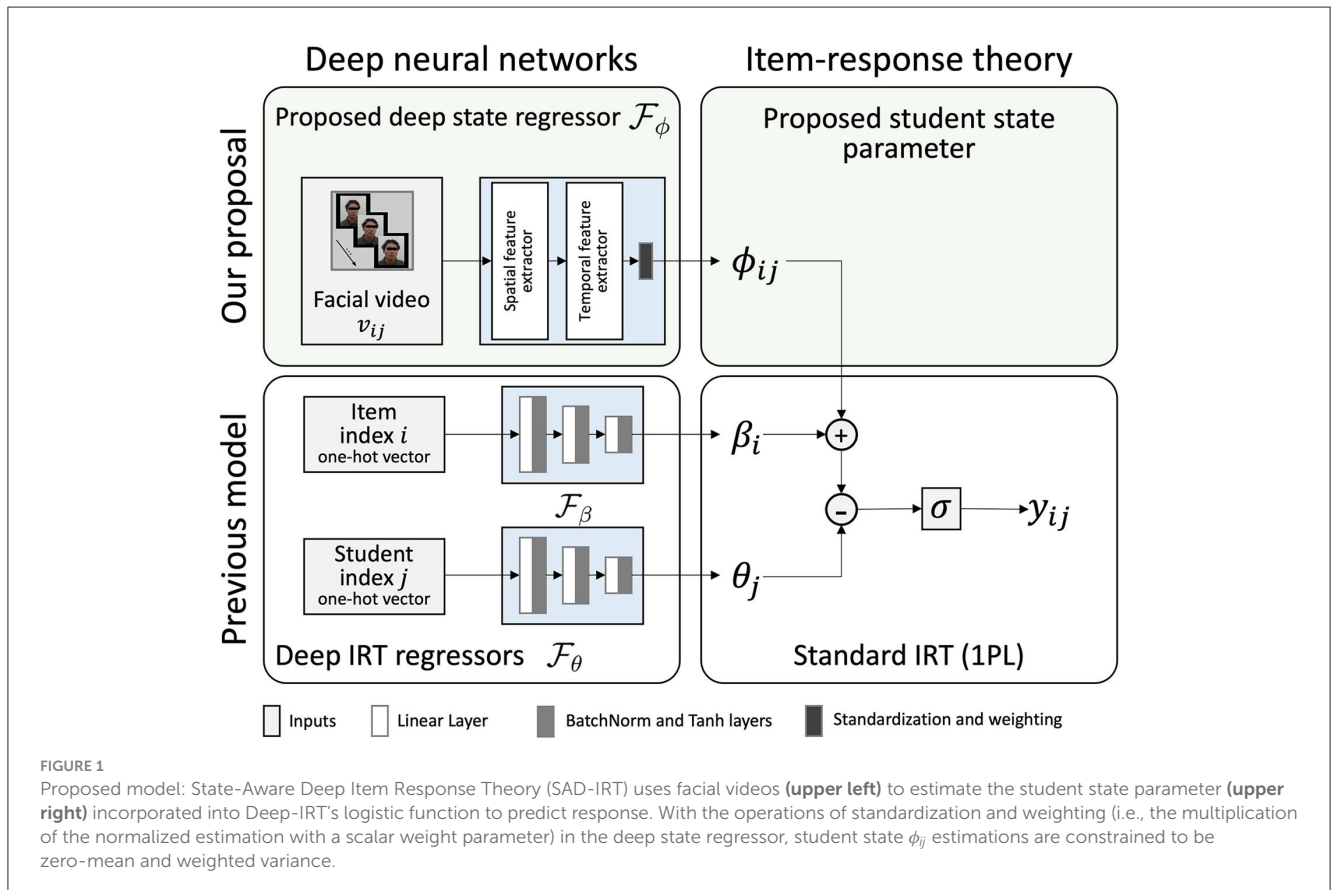 Deep neural networks
Item-response theory
Our proposal
Proposed deep state regressor ℱ_ϕ
Facial video
v_ij
Spatial feature
extractor
Temporal feature
extractor
Proposed student state
parameter
ϕ_ij
Previous model
Item
index i
one-hot vector
ℱ_β
Student
index j
one-hot vector
Deep IRT regressors ℱ_θ
β_i
+
-
σ
y_ij
θ_j
Standard IRT (1PL)
Inputs
Linear Layer
BatchNorm and Tanh layers
Standardization and weighting
FIGURE 1
Proposed model: State-Aware Deep Item Response Theory (SAD-IRT) uses facial videos (upper left) to estimate the student state parameter (upper
right) incorporated into Deep-IRT's logistic function to predict response. With the operations of standardization and weighting (i.e., the multiplication
of the normalized estimation with a scalar weight parameter) in the deep state regressor, student state ϕ_ij estimations are constrained to be
zero-mean and weighted variance.